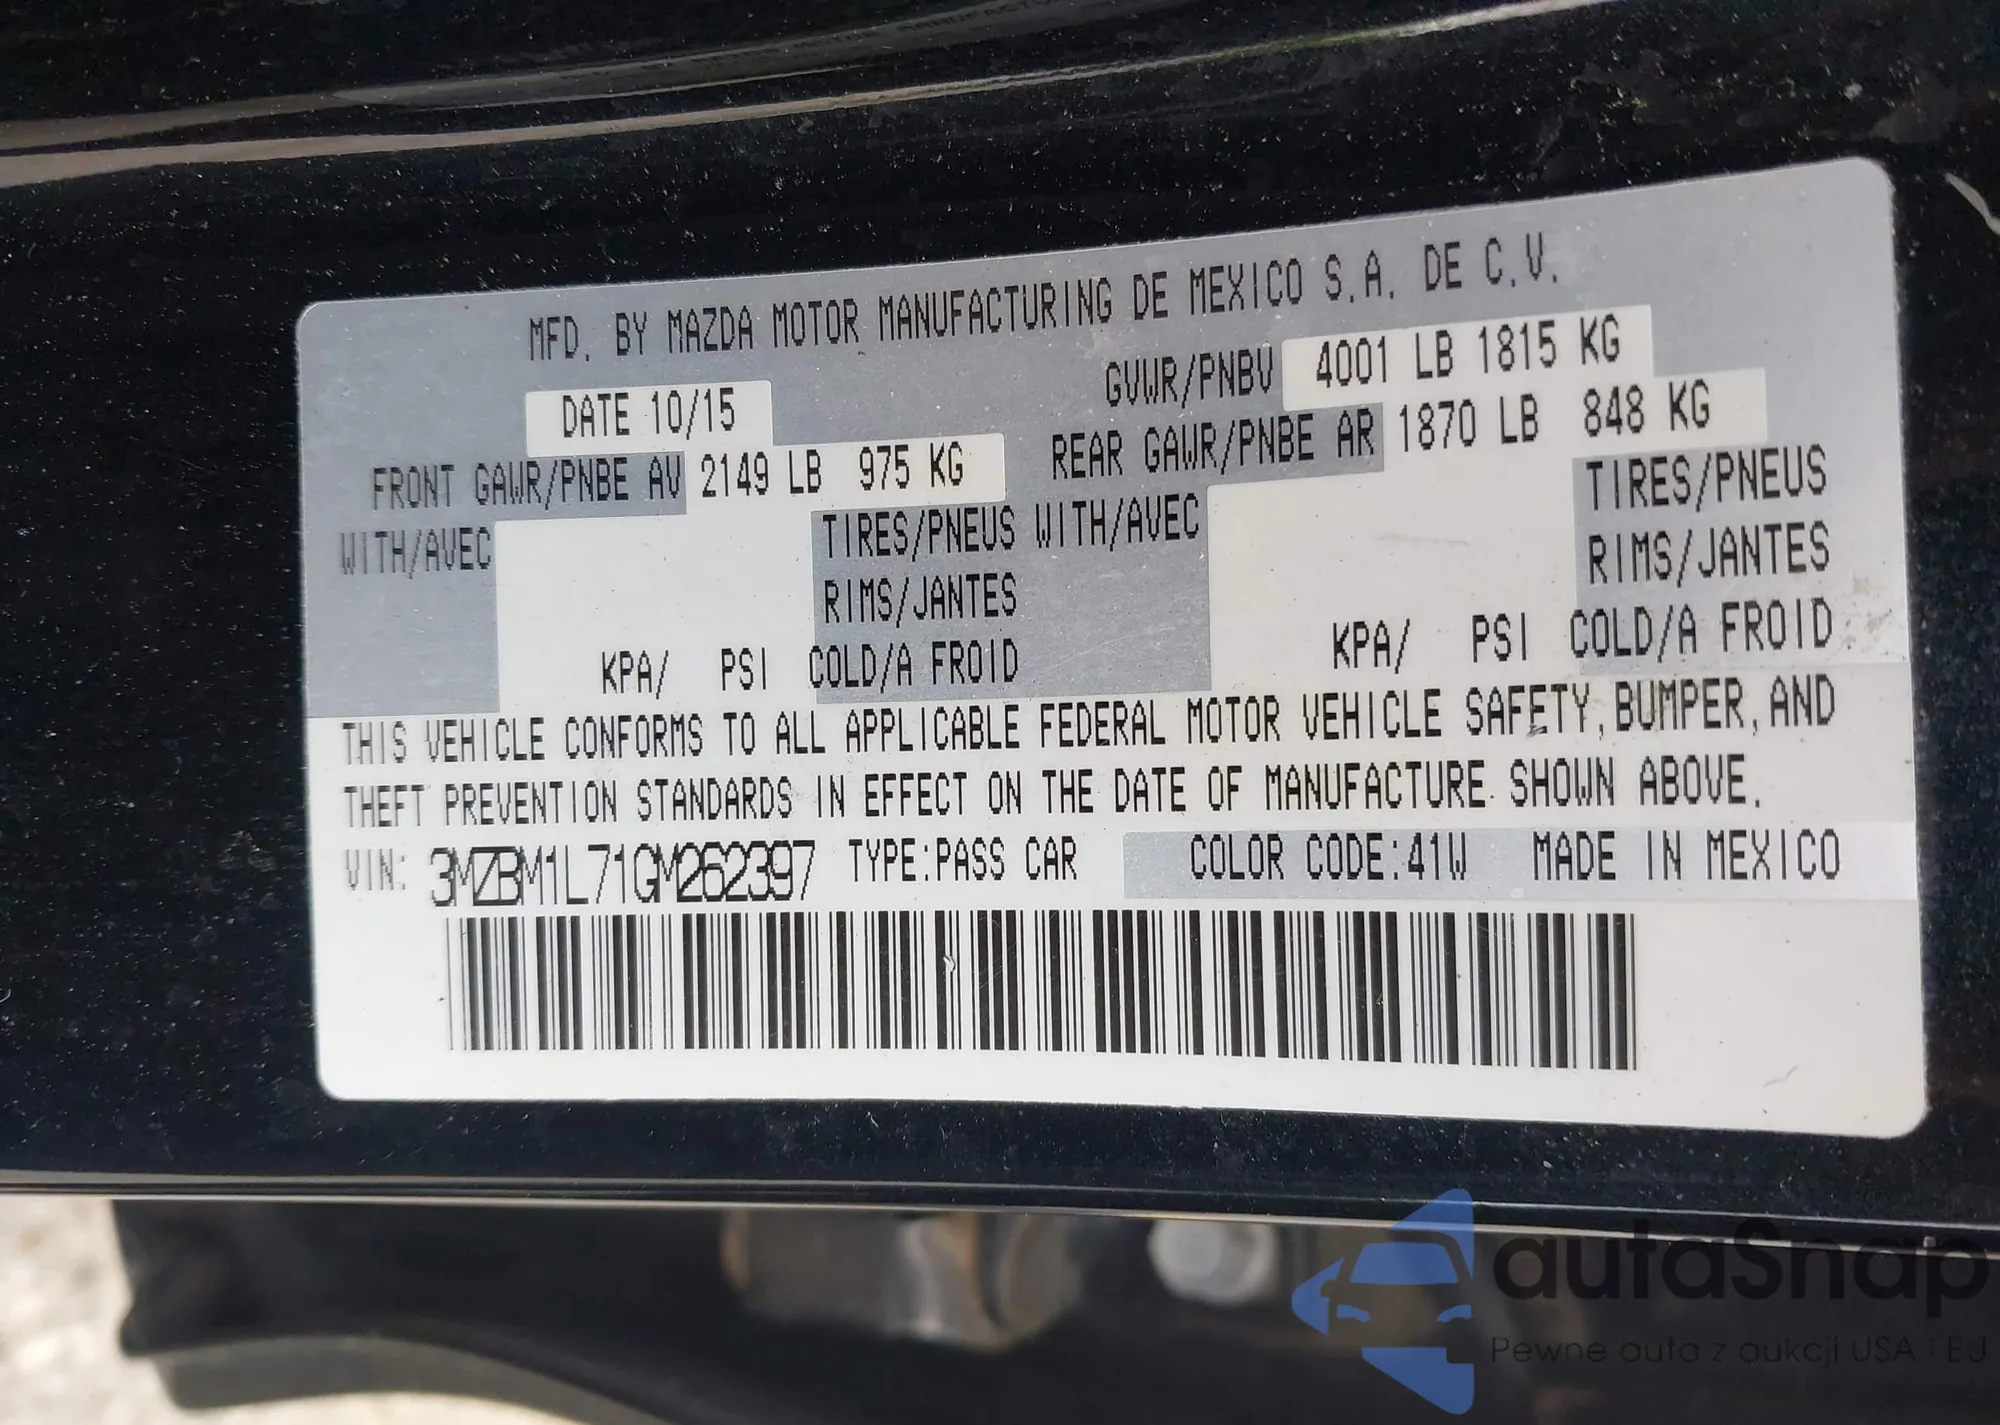 MFD. BY MAZDA MOTOR MANUFACTURING DE MEXICO S.A. DE C.V.
DATE 10/15 GVWR/PNBV 4001 LB 1815 KG
FRONT GAWR/PNBE AV 2149 LB 975 KG REAR GAWR/PNBE AR 1870 LB 848 KG
WITH/AVEC TIRES/PNEUS WITH/AVEC TIRES/PNEUS
RIMS/JANTES RIMS/JANTES
KPA/ PSI COLD/A FROID KPA/ PSI COLD/A FROID
THIS VEHICLE CONFORMS TO ALL APPLICABLE FEDERAL MOTOR VEHICLE SAFETY, BUMPER, AND
THEFT PREVENTION STANDARDS IN EFFECT ON THE DATE OF MANUFACTURE SHOWN ABOVE.
VIN: 3MZBM1L71GM262397 TYPE:PASS CAR COLOR CODE:41W MADE IN MEXICO
autaSnap
Pewne auta z aukcji USA i EU